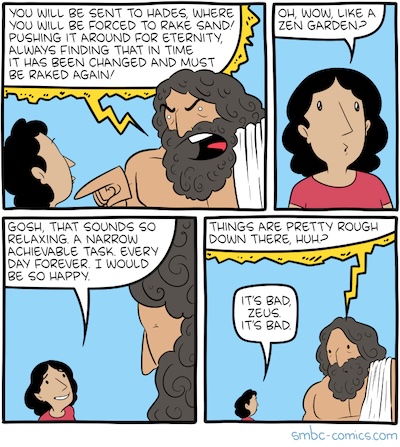 YOU WILL BE SENT TO HADES, WHERE
YOU WILL BE FORCED TO RAKE SAND!
PUSHING IT AROUND FOR ETERNITY,
ALWAYS FINDING THAT IN TIME
IT HAS BEEN CHANGED AND MUST
BE RAKED AGAIN!
OH, WOW, LIKE A
ZEN GARDEN?
GOSH, THAT SOUNDS SO
RELAXING. A NARROW
ACHIEVABLE TASK. EVERY
DAY FOREVER. I WOULD
BE SO HAPPY.
THINGS ARE PRETTY ROUGH
DOWN THERE, HUH?
IT'S BAD,
ZEUS.
IT'S BAD.
smbc-comics.com